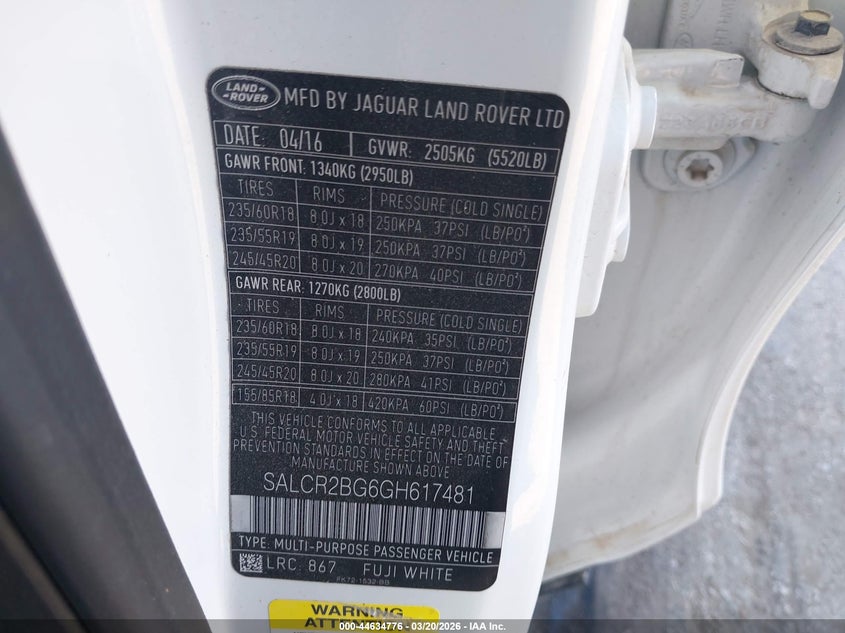 LAND ROVER
MFD BY JAGUAR LAND ROVER LTD
DATE: 04/16 GVWR: 2505KG (5520LB)
GAWR FRONT: 1340KG (2950LB)
TIRES RIMS PRESSURE (COLD SINGLE)
235/60R18 8.0J x 18 250KPA 37PSI (LB/PO²)
235/55R19 8.0J x 19 250KPA 37PSI (LB/PO²)
245/45R20 8.0J x 20 270KPA 40PSI (LB/PO²)
GAWR REAR: 1270KG (2800LB)
TIRES RIMS PRESSURE (COLD SINGLE)
235/60R18 8.0J x 18 240KPA 35PSI (LB/PO²)
235/55R19 8.0J x 19 250KPA 37PSI (LB/PO²)
245/45R20 8.0J x 20 280KPA 41PSI (LB/PO²)
155/85R18 4.0J x 18 420KPA 60PSI (LB/PO²)
THIS VEHICLE CONFORMS TO ALL APPLICABLE
U.S. FEDERAL MOTOR VEHICLE SAFETY AND THEFT
PREVENTION STANDARDS IN EFFECT ON THE DATE OF
MANUFACTURE SHOWN ABOVE
SALCR2BG6GH617481
TYPE: MULTI-PURPOSE PASSENGER VEHICLE
LRC: 867 FUJI WHITE
WARNING
000-44634776 — 03/20/2026 — IAA Inc.